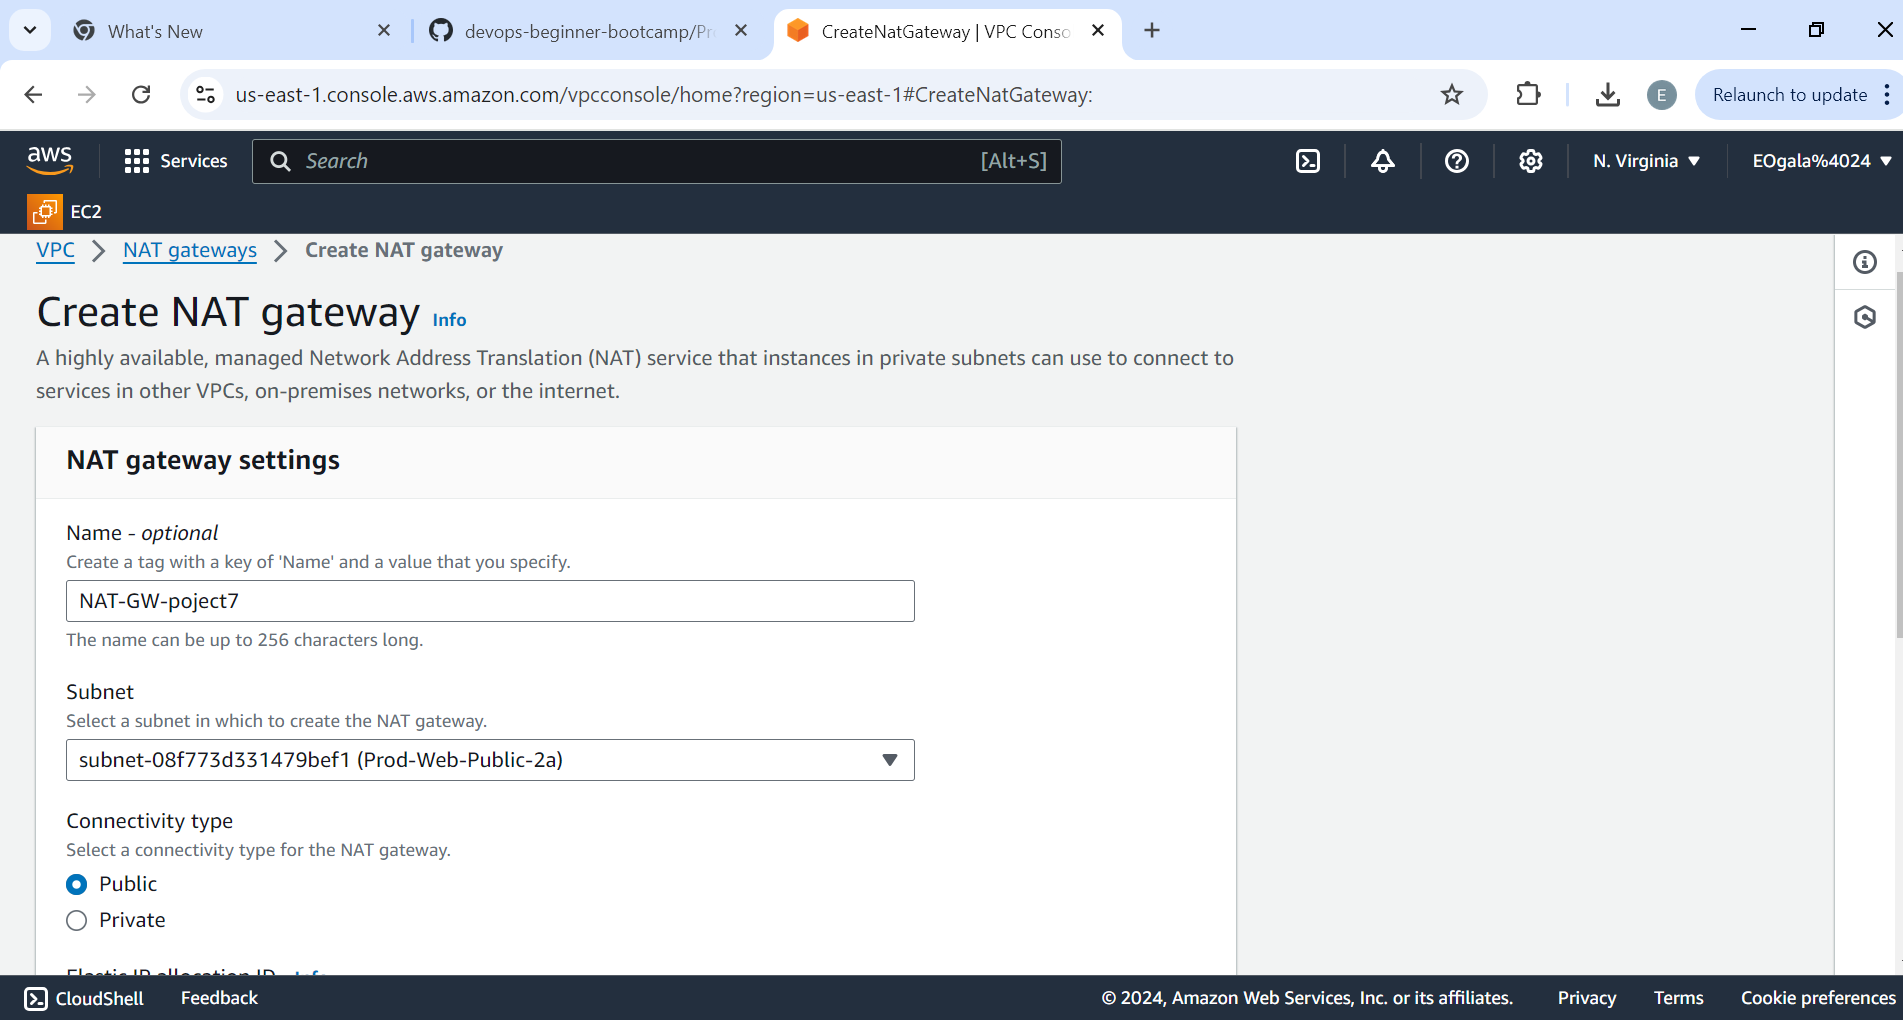 What's New
devops-beginner-bootcamp/Pr
CreateNatGateway | VPC Conso
us-east-1.console.aws.amazon.com/vpcconsole/home?region=us-east-1#CreateNatGateway:
E
Relaunch to update
aws
Services
Search
[Alt+S]
N. Virginia
EOgala%4024
EC2
VPC
NAT gateways
Create NAT gateway
Create NAT gateway Info
A highly available, managed Network Address Translation (NAT) service that instances in private subnets can use to connect to
services in other VPCs, on-premises networks, or the internet.
NAT gateway settings
Name - optional
Create a tag with a key of 'Name' and a value that you specify.
NAT-GW-poject7
The name can be up to 256 characters long.
Subnet
Select a subnet in which to create the NAT gateway.
subnet-08f773d331479bef1 (Prod-Web-Public-2a)
Connectivity type
Select a connectivity type for the NAT gateway.
Public
Private
Elastic IP allocation ID Info
CloudShell
Feedback
© 2024, Amazon Web Services, Inc. or its affiliates.
Privacy
Terms
Cookie preferences